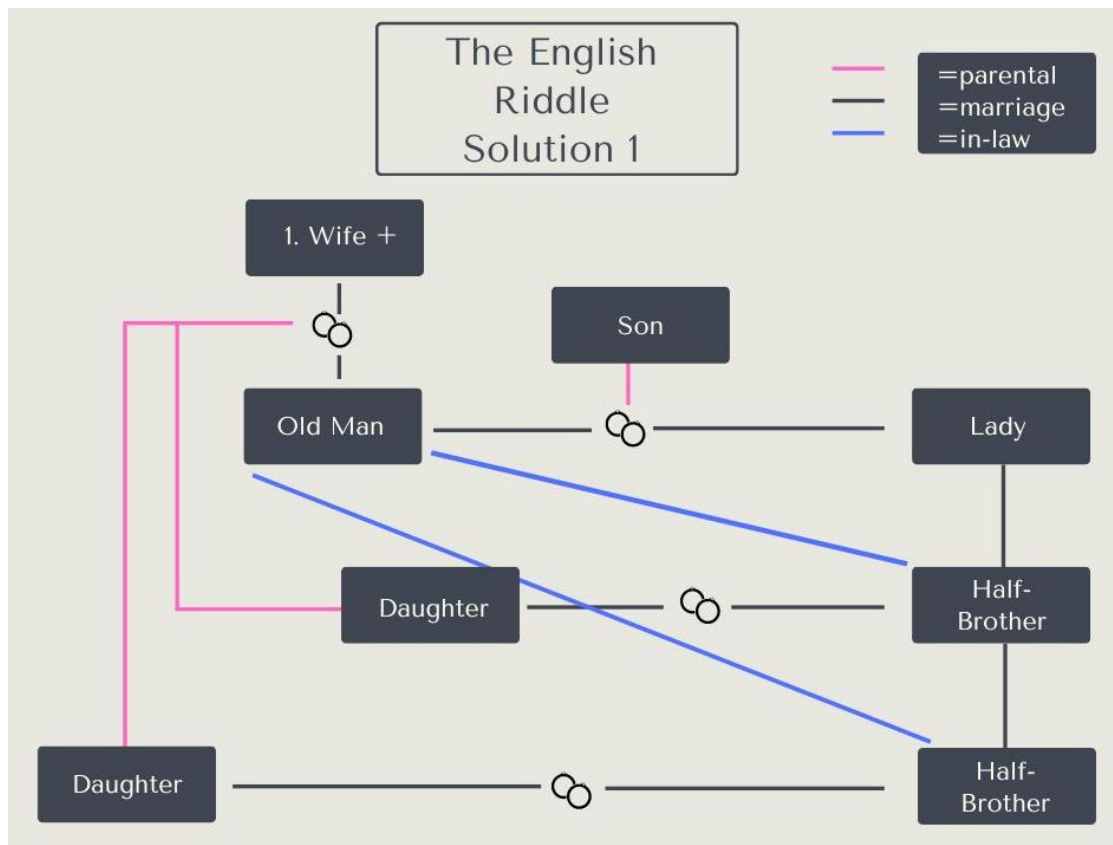 The English
Riddle
Solution 1
=parental
=marriage
=in-law
1. Wife +
Son
Old Man
Lady
Daughter
Half-
Brother
Daughter
Half-
Brother